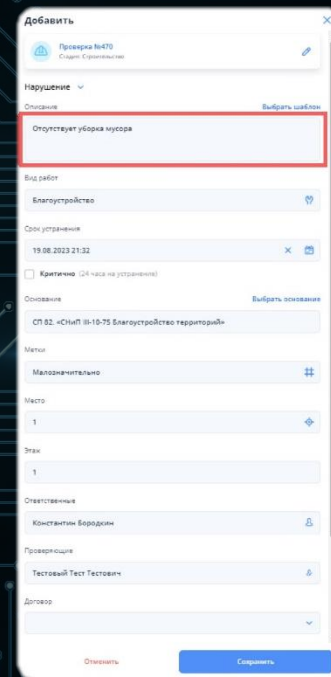 Добавить
Проверка №470
Стадия: Строительство
Нарушение
Описание
Выбрать шаблон
Отсутствует уборка мусора
Вид работ
Благоустройство
Срок устранения
19.08.2023 21:32
Критично (24 часа на устранение)
Основание
Выбрать основание
СП 82. «СНиП III-10-75 Благоустройство территорий»
Метки
Малозначительно
Место
1
Этаж
1
Ответственные
Константин Бородкин
Проверяющие
Тестовый Тест Тестович
Договор
Отменить
Сохранить